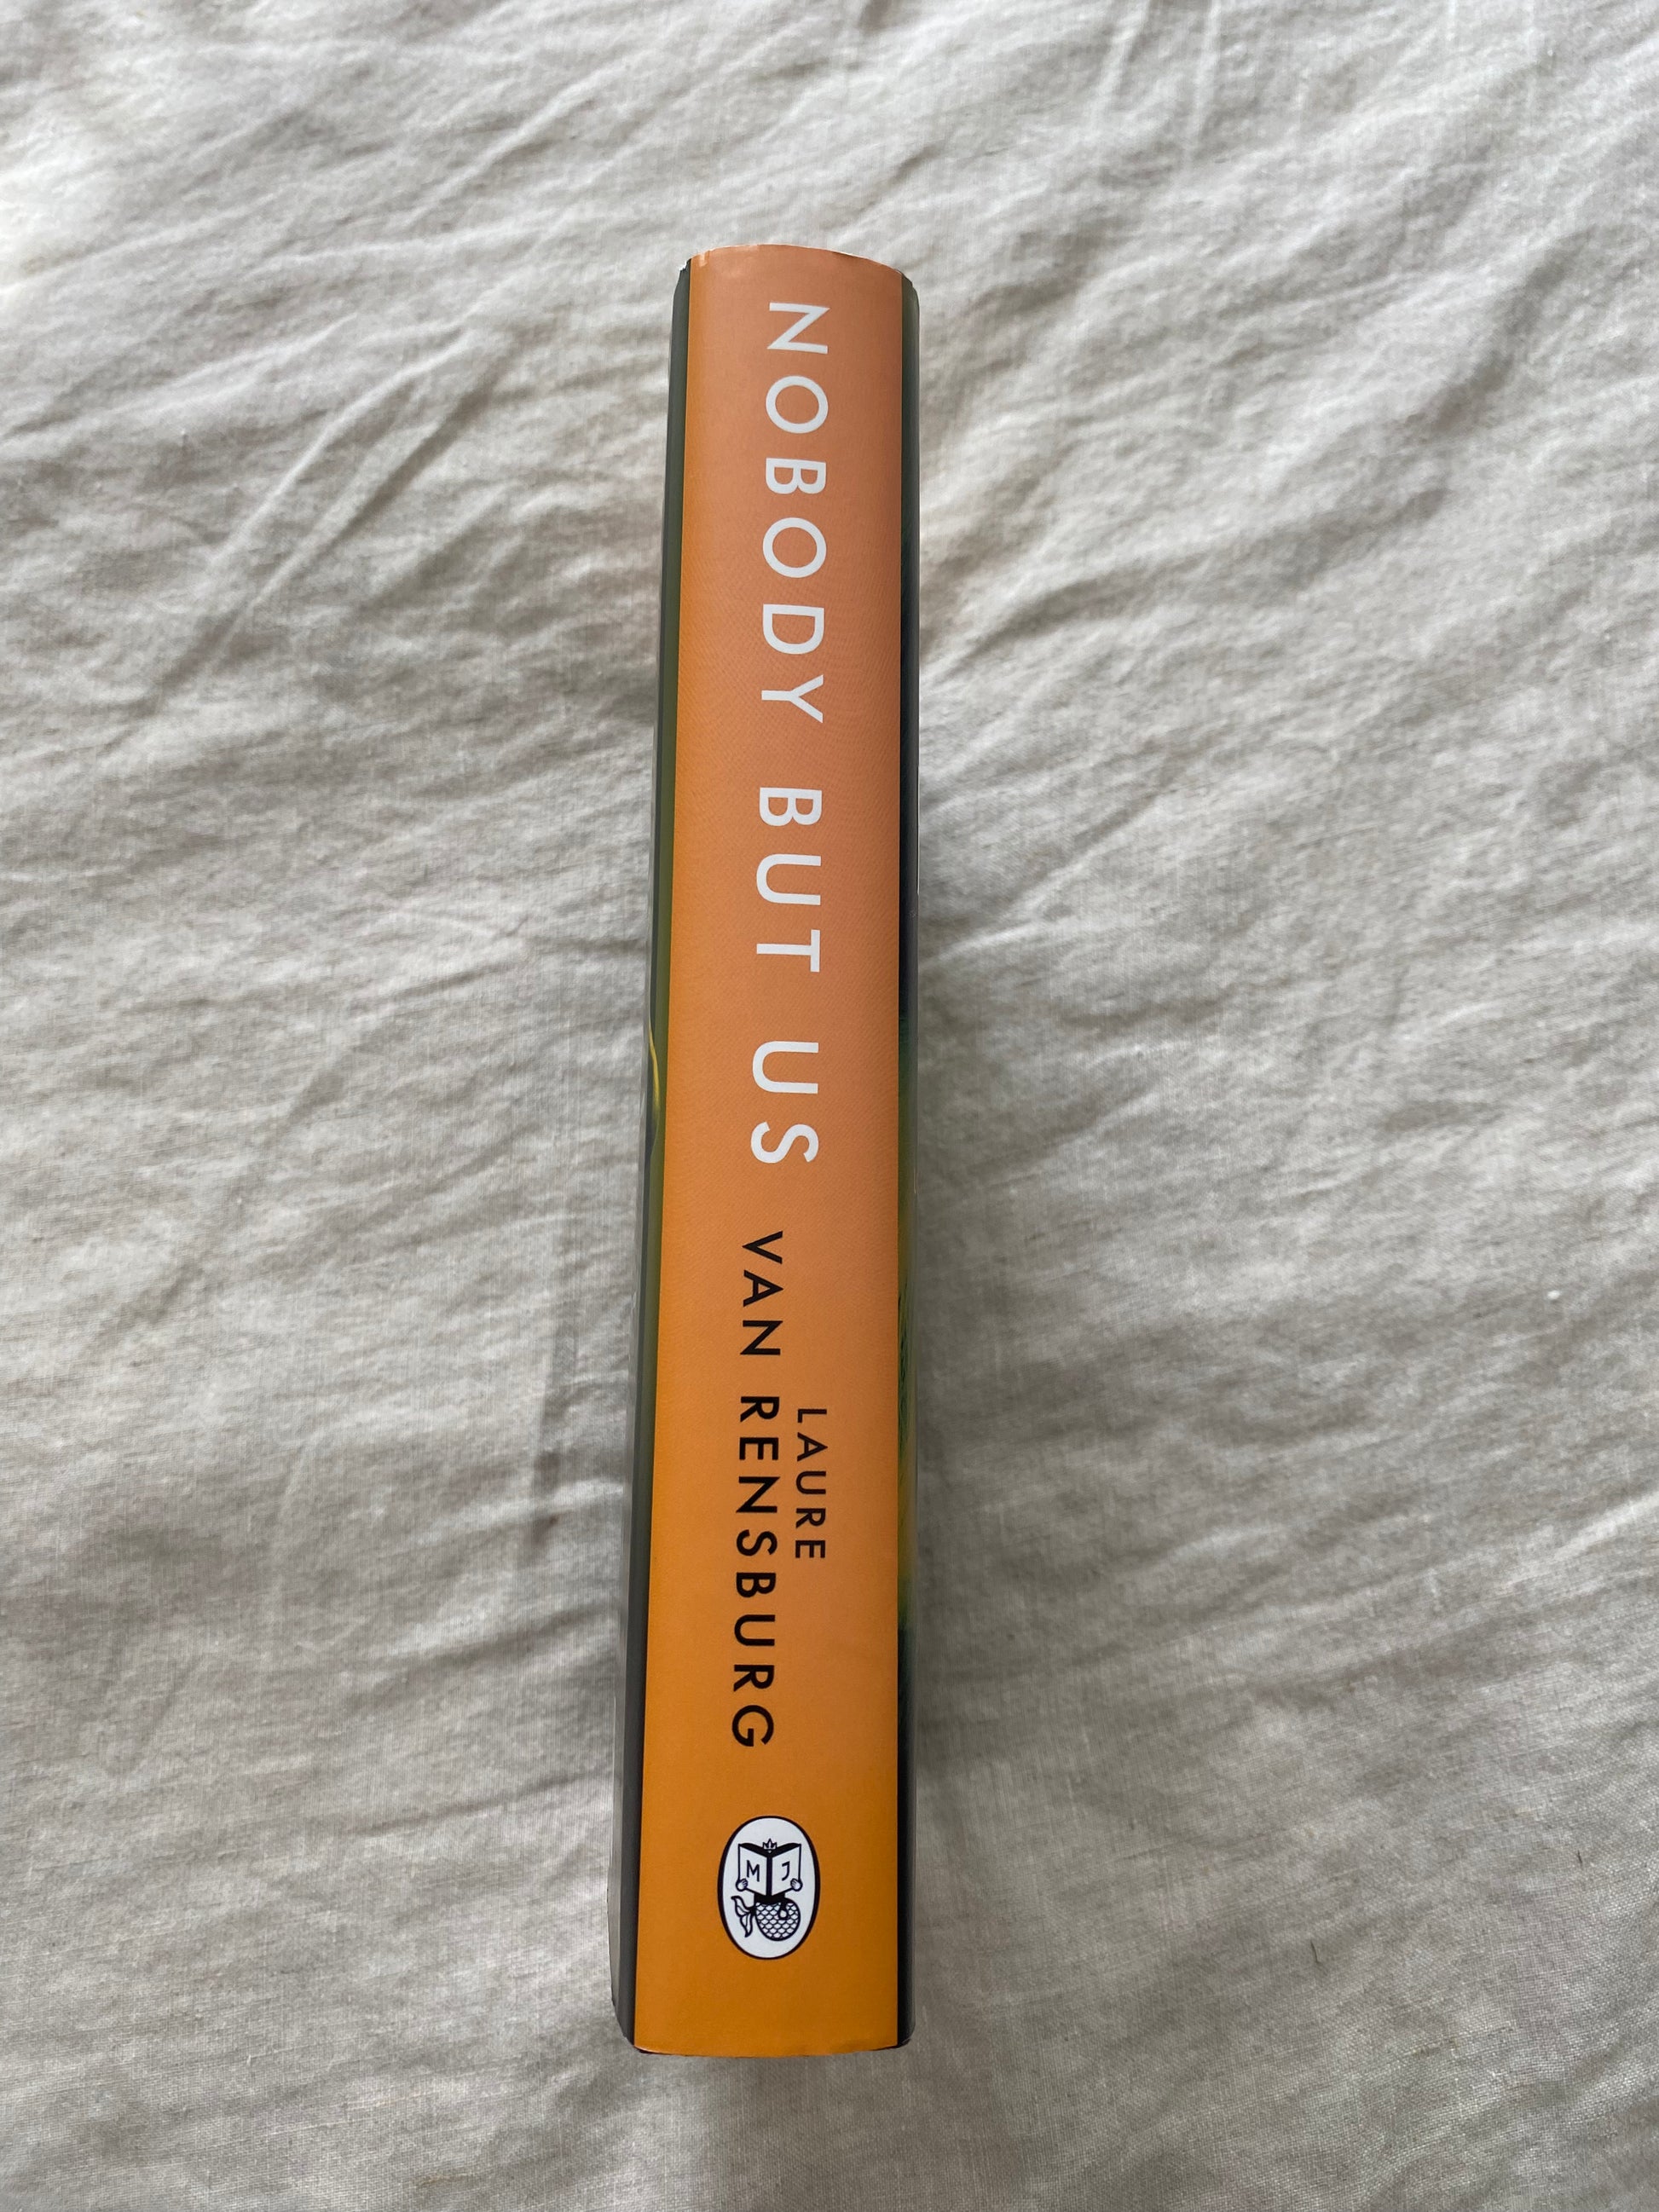 NOBODY BUT US
LAURE
VAN RENSBURG
M J